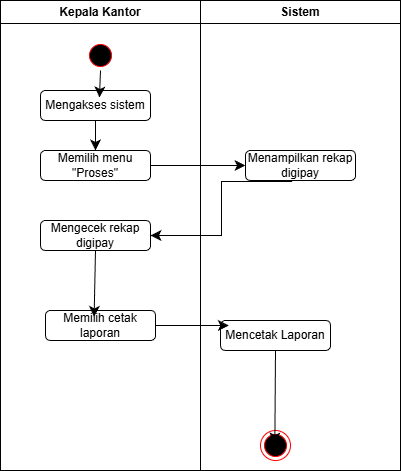 Kepala Kantor
Sistem
Mengakses sistem
Memilih menu
"Proses"
Menampilkan rekap
digipay
Mengecek rekap
digipay
Memilih cetak
laporan
Mencetak Laporan